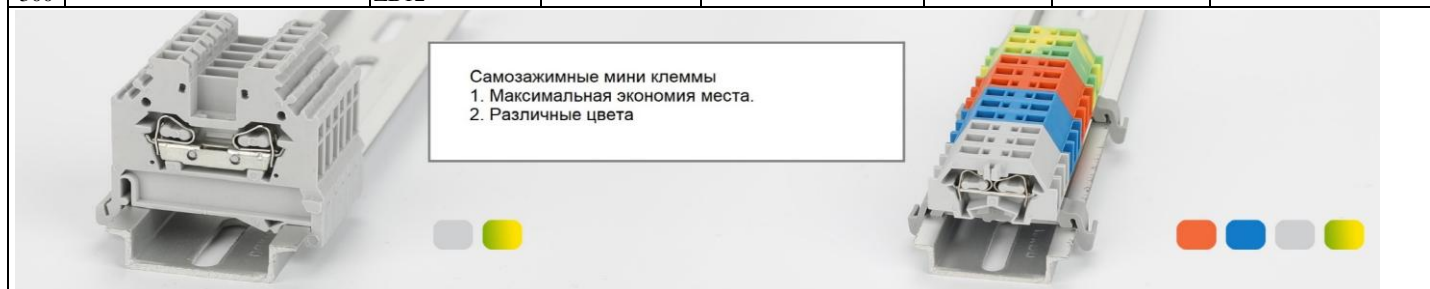 Самозажимные мини клеммы
1. Максимальная экономия места.
2. Различные цвета